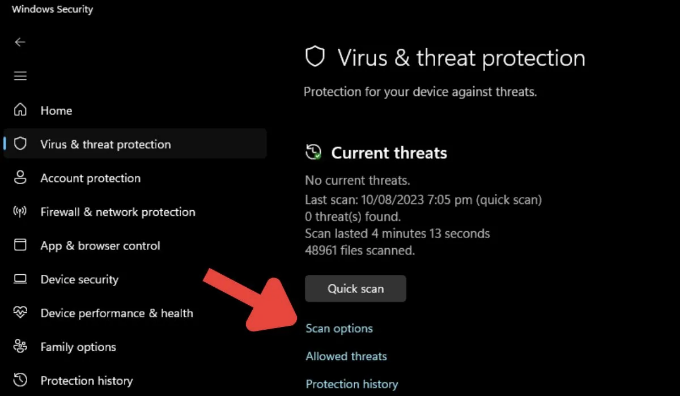 Windows Security
Home
Virus & threat protection
Account protection
Firewall & network protection
App & browser control
Device security
Device performance & health
Family options
Protection history
Virus & threat protection
Protection for your device against threats.
Current threats
No current threats.
Last scan: 10/08/2023 7:05 pm (quick scan)
0 threat(s) found.
Scan lasted 4 minutes 13 seconds
48961 files scanned.
Quick scan
Scan options
Allowed threats
Protection history